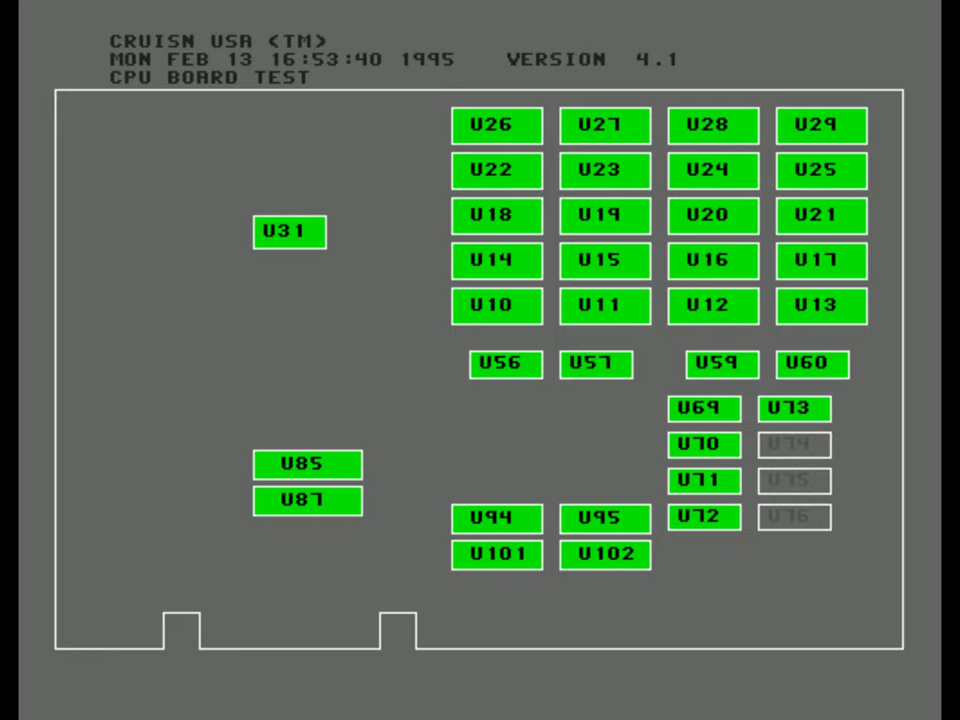 CRUISN USA <TM>
MON FEB 13 16:53:40 1995 VERSION 4.1
CPU BOARD TEST
U26 U27 U28 U29
U22 U23 U24 U25
U18 U19 U20 U21
U31
U14 U15 U16 U17
U10 U11 U12 U13
U56 U57 U59 U60
U69 U73
U70 U74
U85
U71 U75
U87
U94 U95 U72 U76
U101 U102